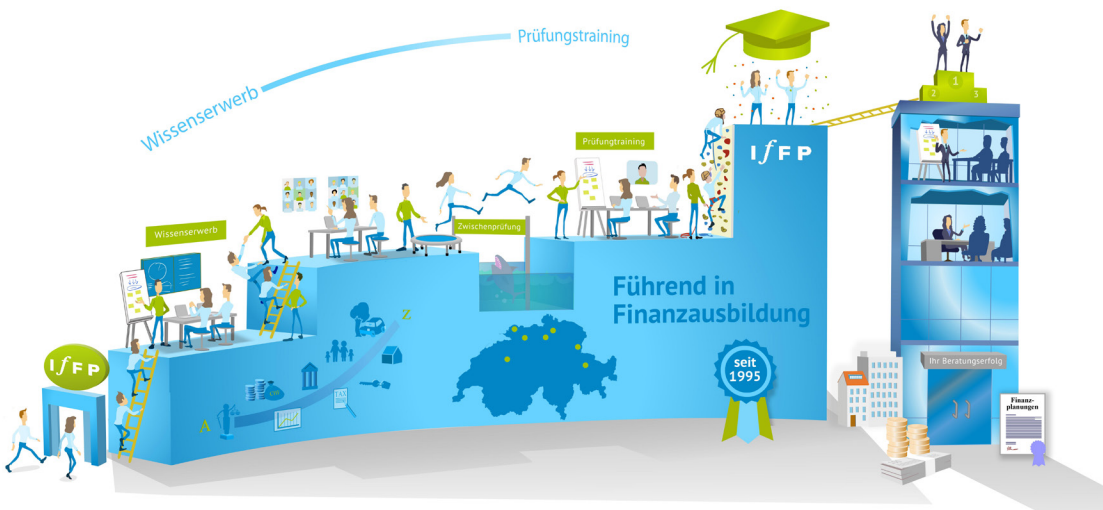 Wissenserwerb
Prüfungstraining
IfFP
Wissenserwerb
Zwischenprüfung
Prüfungtraining
IfFP
A
Z
TAX
Führend in
Finanzausbildung
seit
1995
1
2
3
Ihr Beratungserfolg
Finanz-
planungen